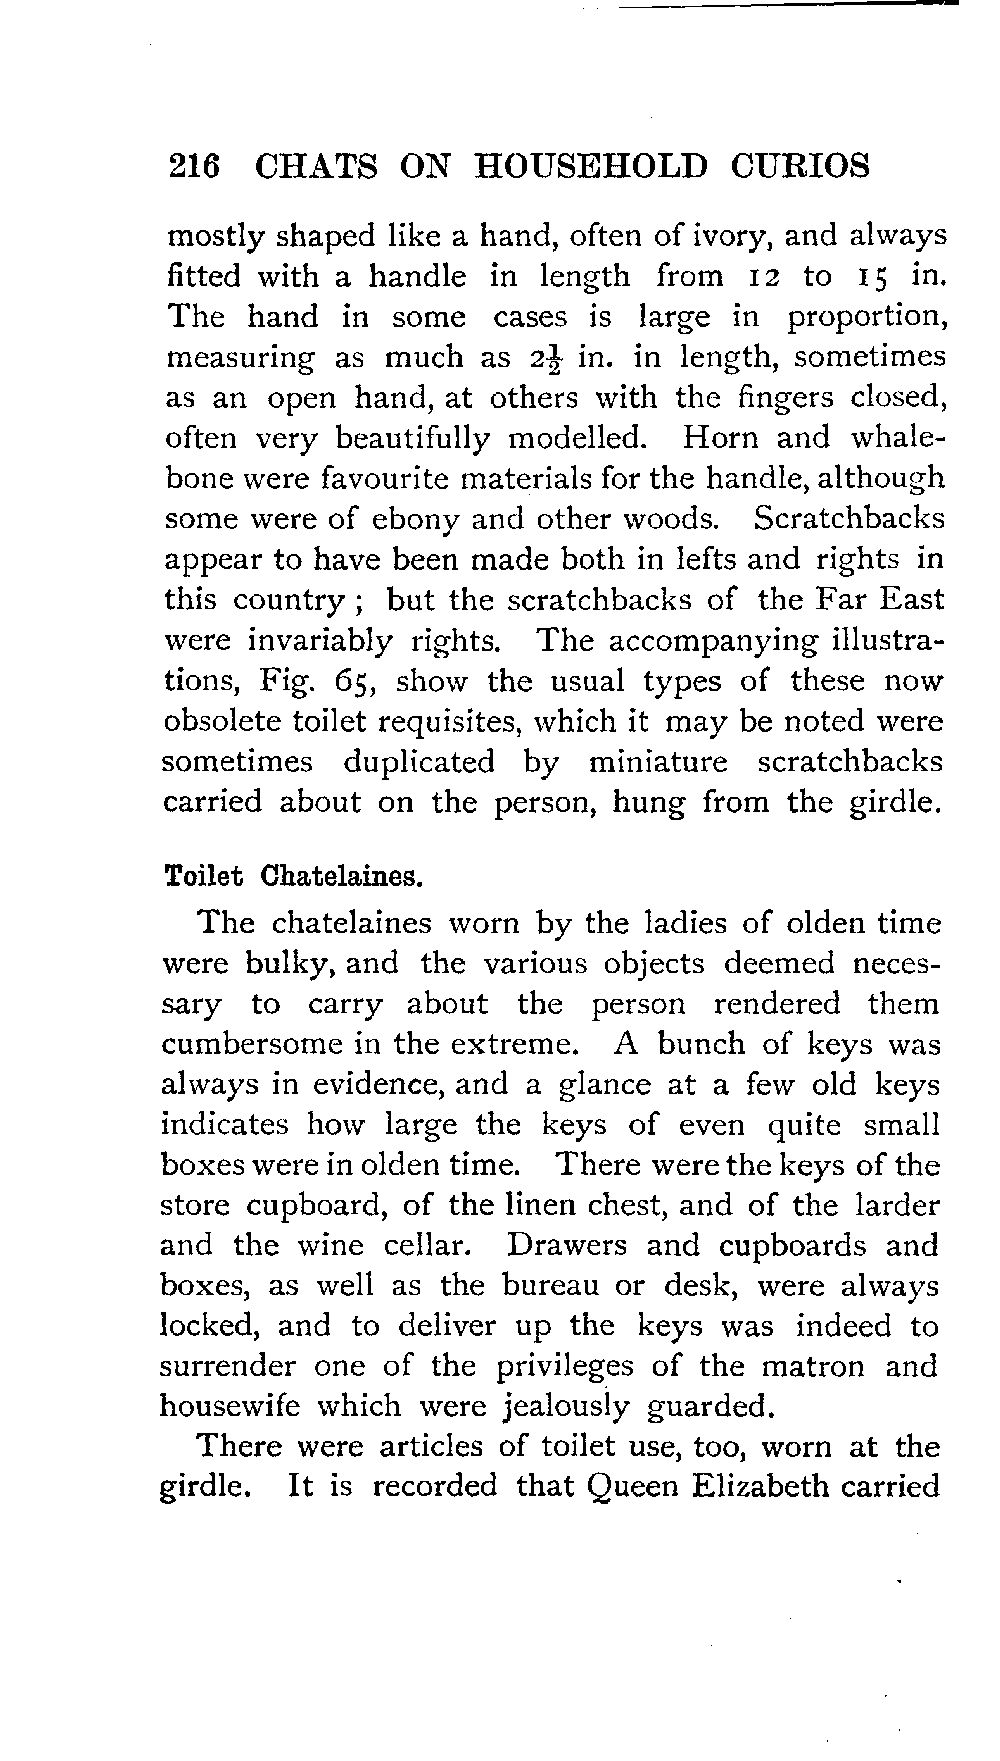 216 CHATS ON HOUSEHOLD CURIOS
mostly shaped like a hand, often of ivory, and always
fitted with a handle in length from 12 to 15 in.
The hand in some cases is large in proportion,
measuring as much as 2½ in. in length, sometimes
as an open hand, at others with the fingers closed,
often very beautifully modelled. Horn and whale-
bone were favourite materials for the handle, although
some were of ebony and other woods. Scratchbacks
appear to have been made both in lefts and rights in
this country ; but the scratchbacks of the Far East
were invariably rights. The accompanying illustra-
tions, Fig. 65, show the usual types of these now
obsolete toilet requisites, which it may be noted were
sometimes duplicated by miniature scratchbacks
carried about on the person, hung from the girdle.
Toilet Chatelaines.
The chatelaines worn by the ladies of olden time
were bulky, and the various objects deemed neces-
sary to carry about the person rendered them
cumbersome in the extreme. A bunch of keys was
always in evidence, and a glance at a few old keys
indicates how large the keys of even quite small
boxes were in olden time. There were the keys of the
store cupboard, of the linen chest, and of the larder
and the wine cellar. Drawers and cupboards and
boxes, as well as the bureau or desk, were always
locked, and to deliver up the keys was indeed to
surrender one of the privileges of the matron and
housewife which were jealously guarded.
There were articles of toilet use, too, worn at the
girdle. It is recorded that Queen Elizabeth carried